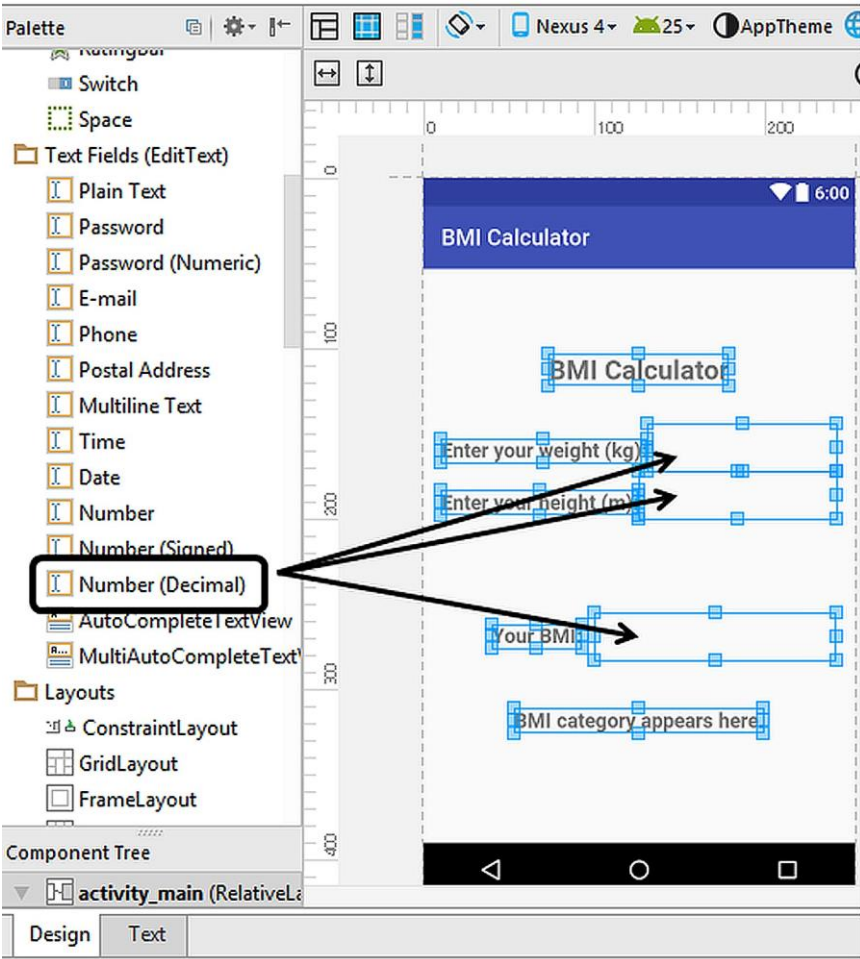 Palette
Nexus 4
25
AppTheme
RatingBar
Switch
Space
0
100
200
Text Fields (EditText)
Plain Text
Password
Password (Numeric)
E-mail
Phone
Postal Address
Multiline Text
Time
Date
Number
Number (Signed)
Number (Decimal)
AutoCompleteTextView
MultiAutoCompleteText
Layouts
ConstraintLayout
GridLayout
FrameLayout
0
100
200
300
400
6:00
BMI Calculator
BMI Calculator
Enter your weight (kg)
Enter your height (m)
Your BMI:
BMI category appears here
Component Tree
activity_main (RelativeLa
Design Text